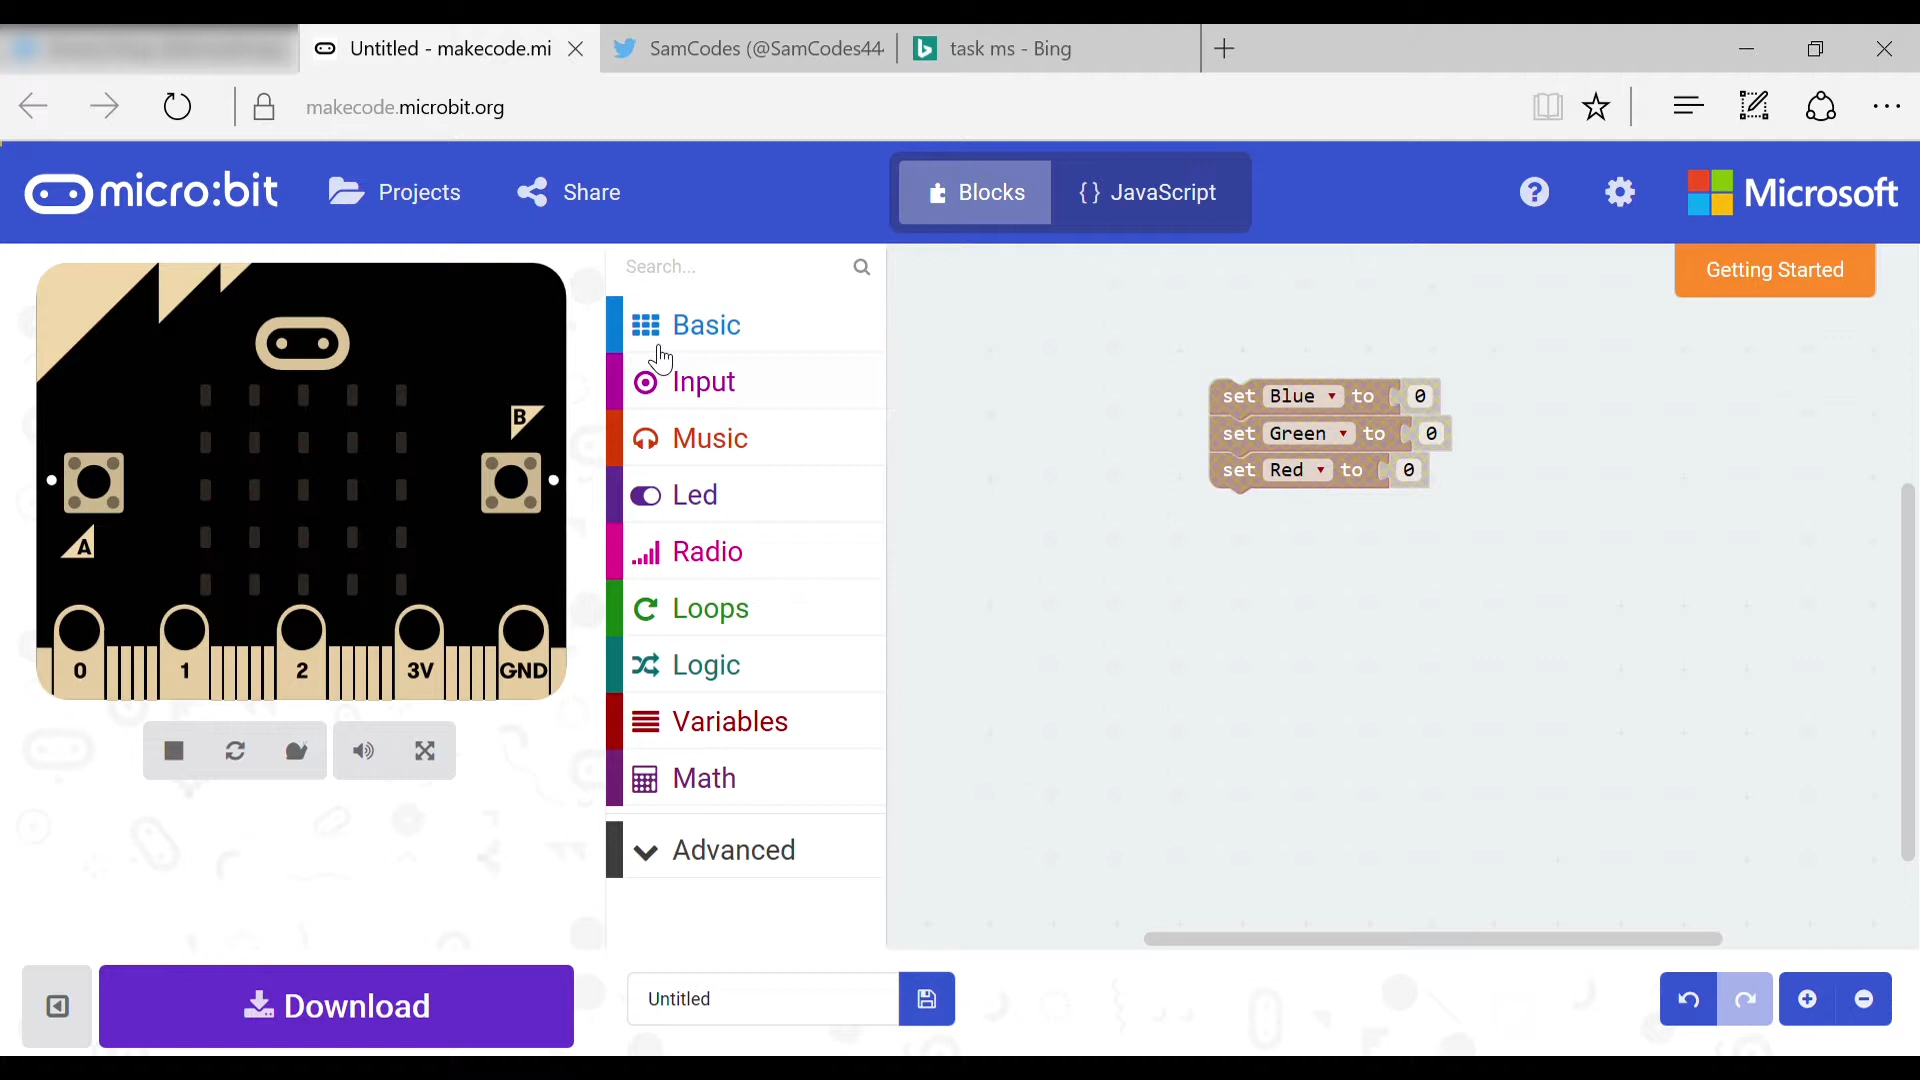 Untitled - makecode.mi
SamCodes (@SamCodes44
task ms - Bing
makecode.microbit.org
micro:bit
Projects
Share
Blocks
{} JavaScript
Microsoft
Search...
Getting Started
Basic
Input
Music
Led
Radio
Loops
Logic
Variables
Math
Advanced
B
A
0
1
2
3V
GND
set Blue to 0
set Green to 0
set Red to 0
Download
Untitled